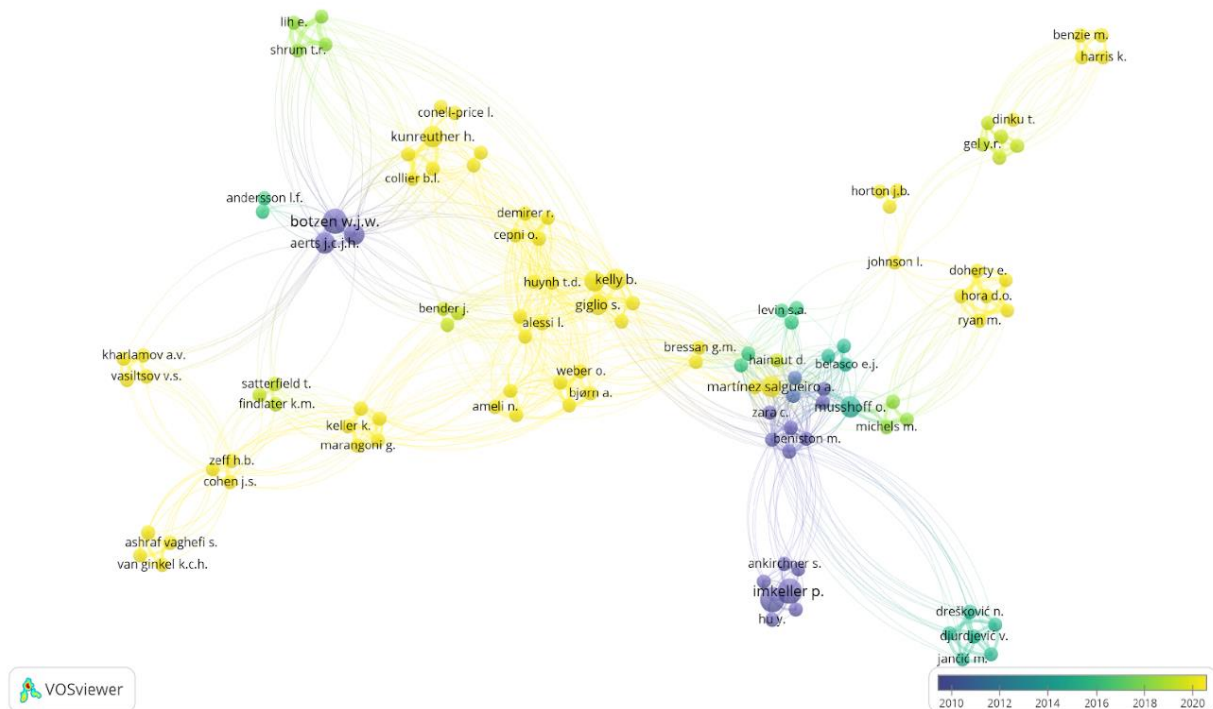 lih e.
shrum t.r.
benzie m.
harris k.
conell-price l.
kunreuther h.
collier b.l.
dinku t.
gel y.r.
andersson l.f.
horton j.b.
botzen w.j.w.
aerts j.c.j.h.
demirer r.
cepni o.
johnson l.
doherty e.
hora d.o.
ryan m.
huynh t.d.
kelly b.
giglio s.
bender j.
alessi l.
levin s.a.
bressan g.m.
hainaut d.
belasco e.j.
kharlamov a.v.
vasiltsov v.s.
weber o.
bjørn a.
martínez salgueiro a.
satterfield t.
findlater k.m.
ameli n.
zara c.
musshoff o.
michels m.
keller k.
marangoni g.
beniston m.
zeff h.b.
cohen j.s.
ashraf vaghefi s.
van ginkel k.c.h.
ankirchner s.
imkeller p.
hu y.
drešković n.
djurdjević v.
jančić m.
VOSviewer
2010 2012 2014 2016 2018 2020